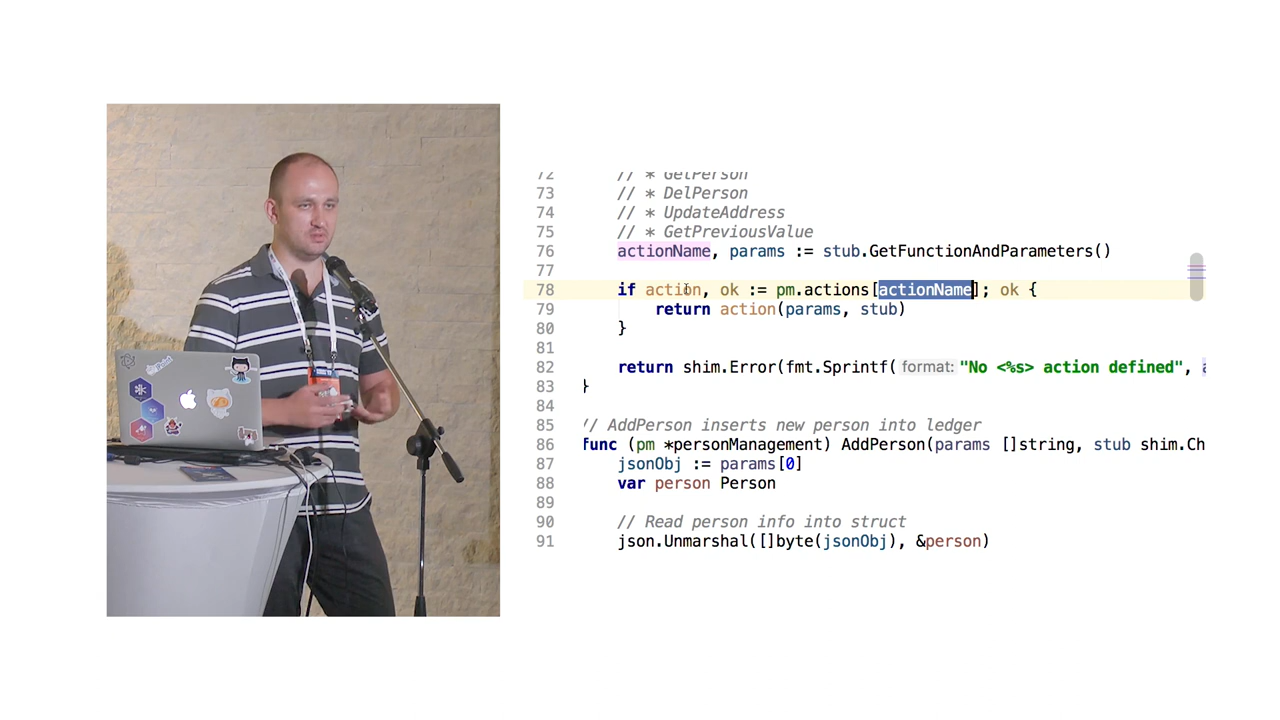 72 // * GetPerson
73 // * DelPerson
74 // * UpdateAddress
75 // * GetPreviousValue
76 actionName, params := stub.GetFunctionAndParameters()
77
78 if action, ok := pm.actions[actionName]; ok {
79 return action(params, stub)
80 }
81
82 return shim.Error(fmt.Sprintf( format: "No <%s> action defined", a
83 }
84
85 // AddPerson inserts new person into ledger
86 func (pm *personManagement) AddPerson(params []string, stub shim.Ch
87 jsonObj := params[0]
88 var person Person
89
90 // Read person info into struct
91 json.Unmarshal([]byte(jsonObj), &person)